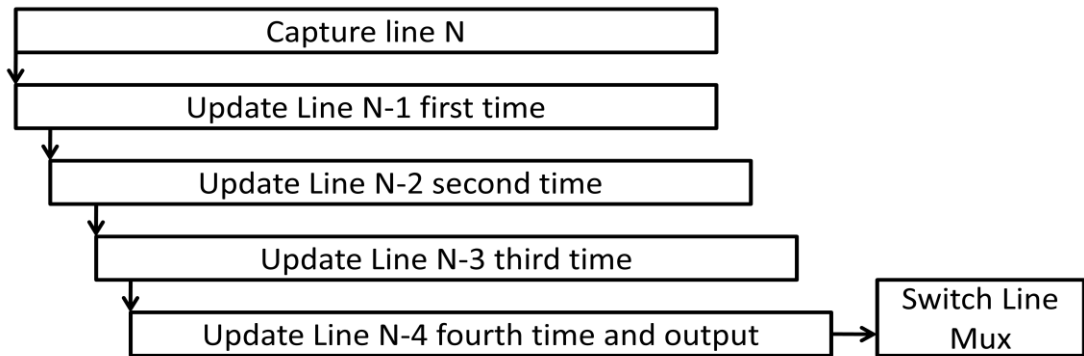 Capture line N
Update Line N-1 first time
Update Line N-2 second time
Update Line N-3 third time
Update Line N-4 fourth time and output
Switch Line
Mux